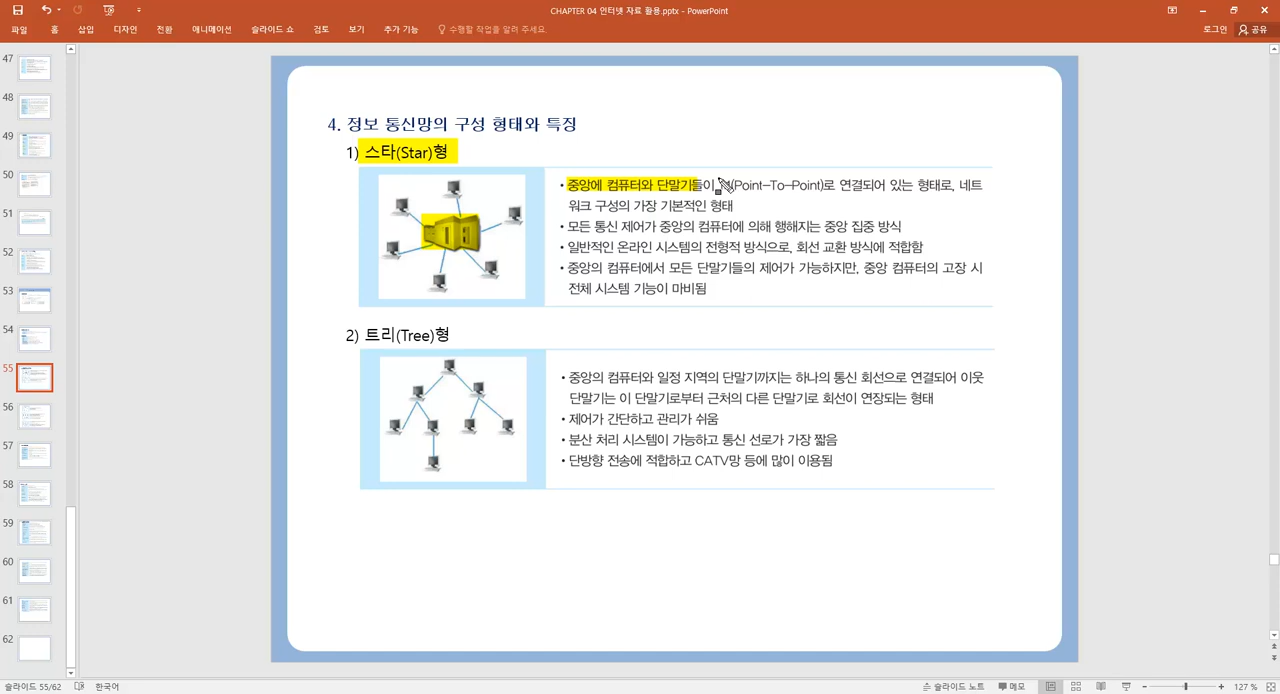 CHAPTER 04 인터넷 자료 활용.pptx - PowerPoint
파일 홈 삽입 디자인 전환 애니메이션 슬라이드 쇼 검토 보기 추가 기능 수행할 작업을 알려 주세요. 로그인 공유
47
48
49
50
51
52
53
54
55
56
57
58
59
60
61
62
4. 정보 통신망의 구성 형태와 특징
1) 스타(Star)형
• 중앙에 컴퓨터와 단말기들이 (Point-To-Point)로 연결되어 있는 형태로, 네트
워크 구성의 가장 기본적인 형태
• 모든 통신 제어가 중앙의 컴퓨터에 의해 행해지는 중앙 집중 방식
• 일반적인 온라인 시스템의 전형적 방식으로, 회선 교환 방식에 적합함
• 중앙의 컴퓨터에서 모든 단말기들의 제어가 가능하지만, 중앙 컴퓨터의 고장 시
전체 시스템 기능이 마비됨
2) 트리(Tree)형
• 중앙의 컴퓨터와 일정 지역의 단말기까지는 하나의 통신 회선으로 연결되어 이웃
단말기는 이 단말기로부터 근처의 다른 단말기로 회선이 연장되는 형태
• 제어가 간단하고 관리가 쉬움
• 분산 처리 시스템이 가능하고 통신 선로가 가장 짧음
• 단방향 전송에 적합하고 CATV망 등에 많이 이용됨
슬라이드 55/62 한국어 슬라이드 노트 메모 127 %